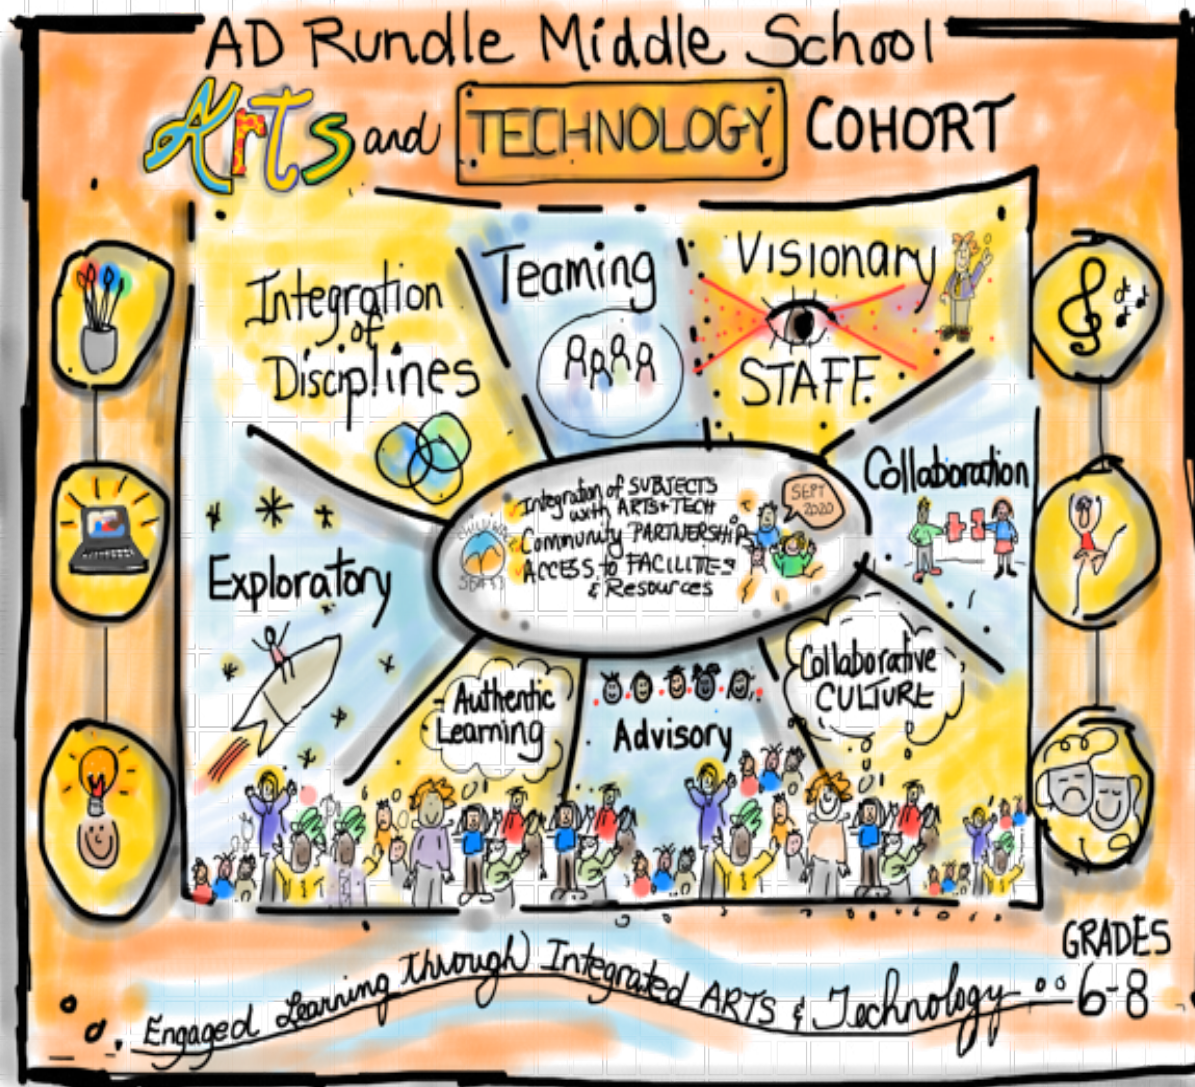 AD Rundle Middle School
Arts and TECHNOLOGY COHORT
Integration
of
Disciplines
Teaming
Visionary
STAFF.
Collaboration
Exploratory
Integration of SUBJECTS
with ARTS + TECH
Community PARTNERSHIP
ACCESS to FACILITIES
& Resources
SEPT
2020
Authentic
Learning
Advisory
Collaborative
CULTURE
Engaged Learning through Integrated ARTS & Technology
GRADES
6-8